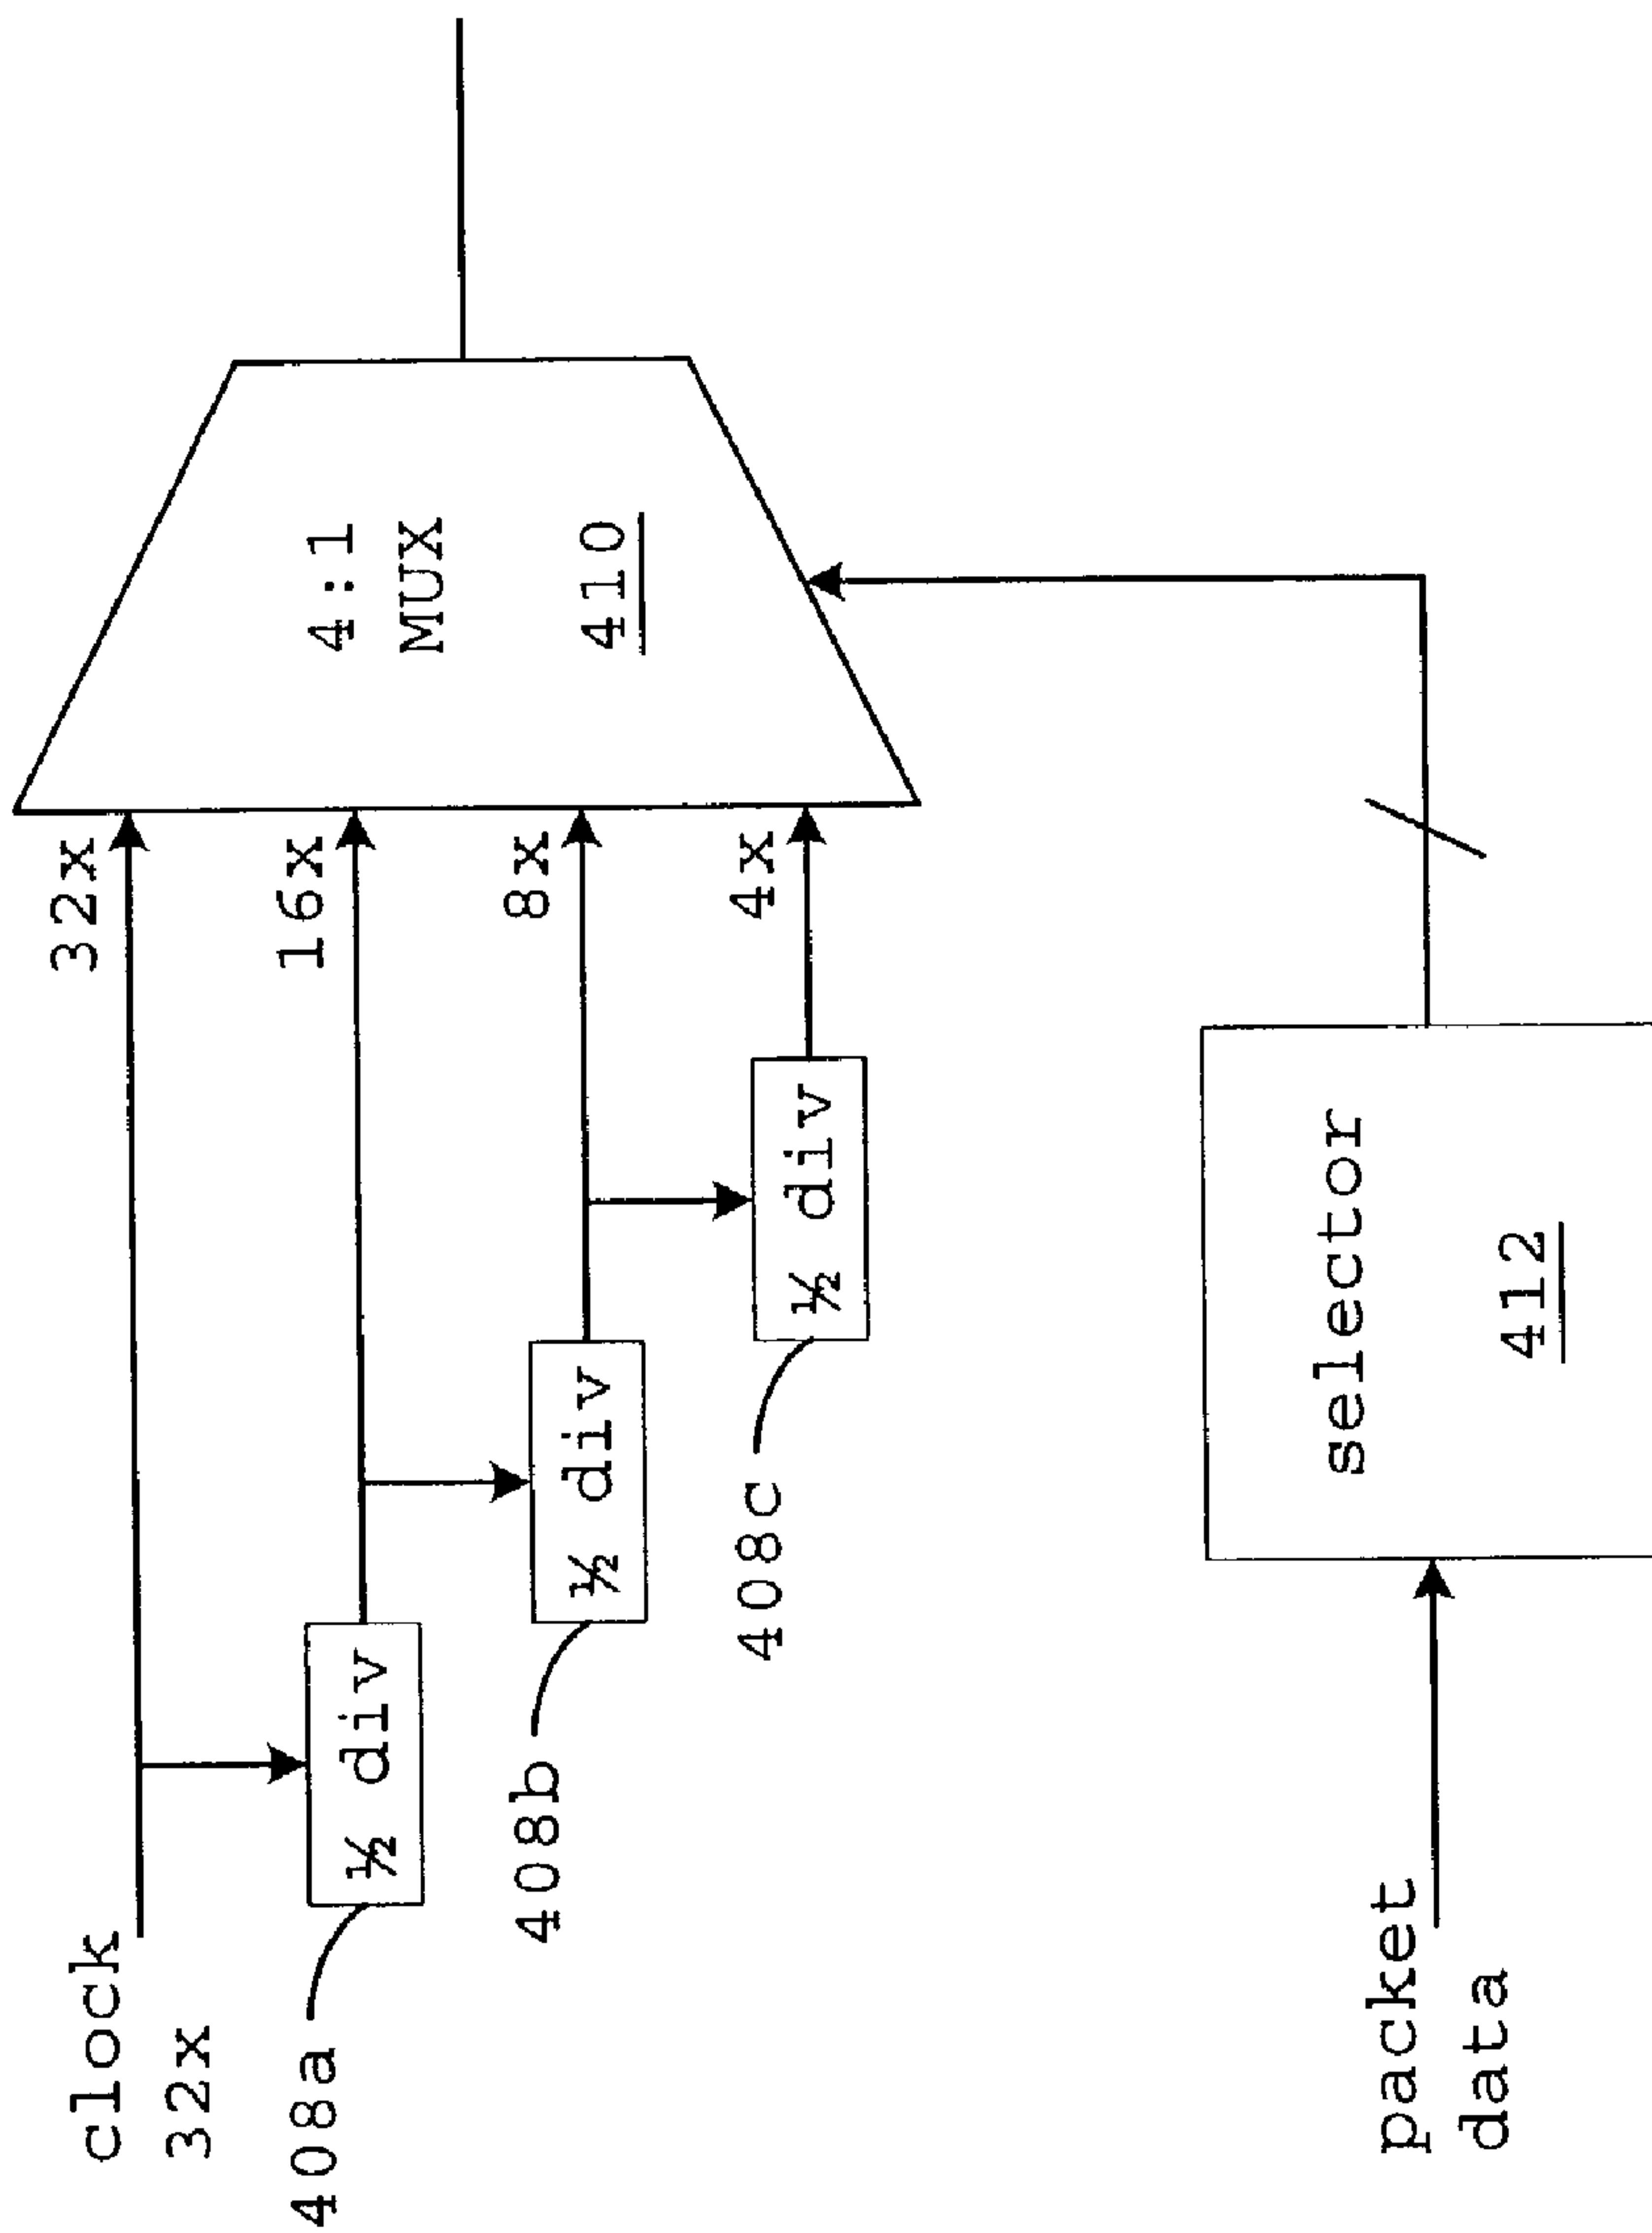 clock
32x
32x
408a
½ div
16x
408b
½ div
8x
408c
½ div
4x
4:1
MUX
410
packet
data
selector
412